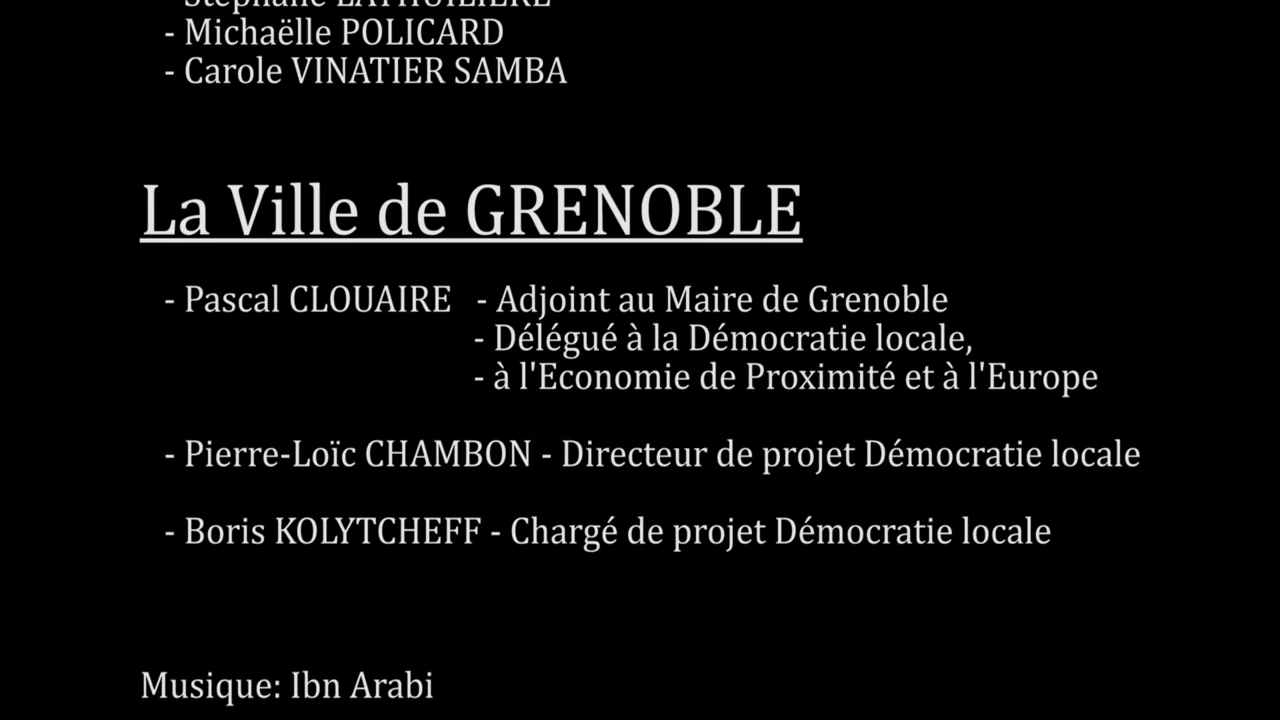 - Michaëlle POLICARD
- Carole VINATIER SAMBA
La Ville de GRENOBLE
- Pascal CLOUAIRE - Adjoint au Maire de Grenoble
- Délégué à la Démocratie locale,
- à l'Economie de Proximité et à l'Europe
- Pierre-Loïc CHAMBON - Directeur de projet Démocratie locale
- Boris KOLYTCHEFF - Chargé de projet Démocratie locale
Musique: Ibn Arabi